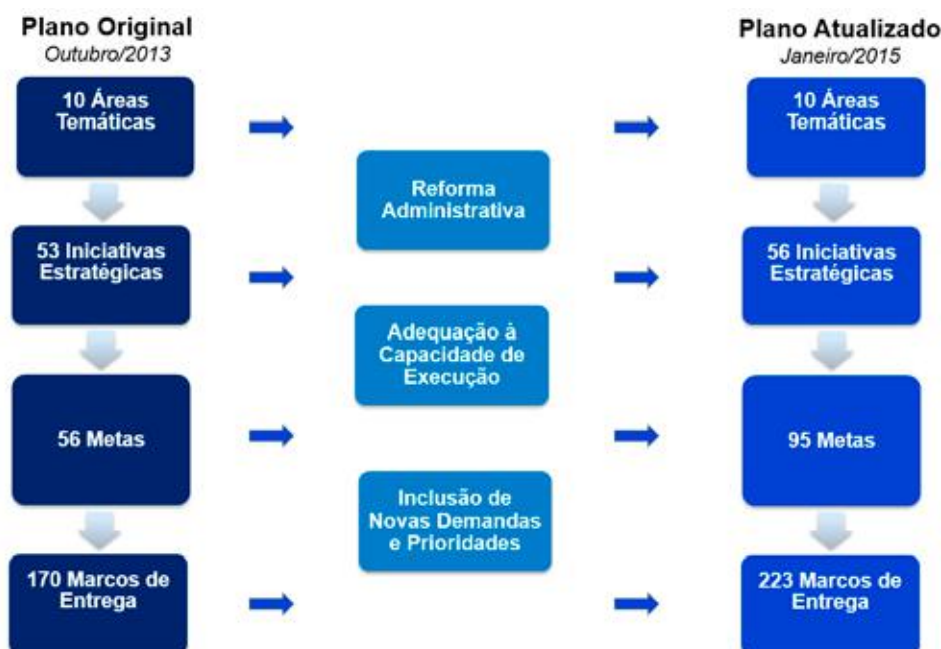 Plano Original
Outubro/2013
10 Áreas
Temáticas
53 Iniciativas
Estratégicas
56 Metas
170 Marcos de
Entrega
Reforma
Administrativa
Adequação à
Capacidade de
Execução
Inclusão de
Novas Demandas
e Prioridades
Plano Atualizado
Janeiro/2015
10 Áreas
Temáticas
56 Iniciativas
Estratégicas
95 Metas
223 Marcos de
Entrega